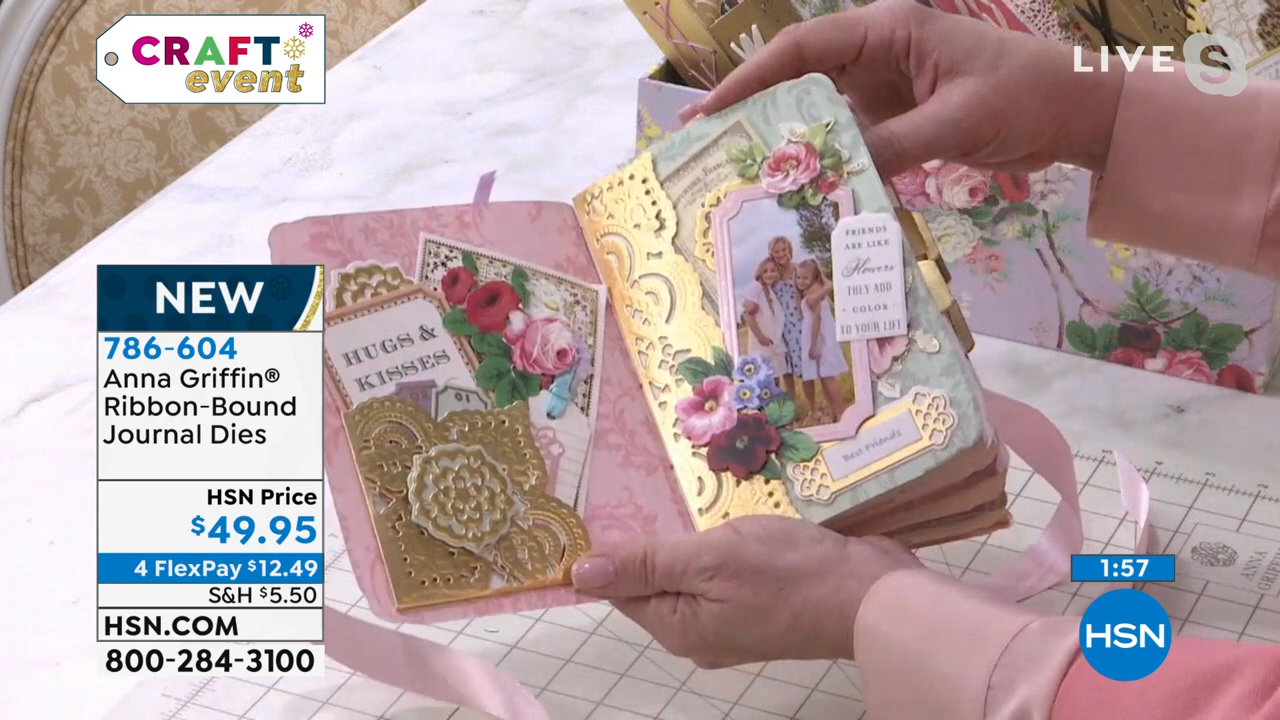 CRAFT
event
LIVE S
NEW
786-604
Anna Griffin®
Ribbon-Bound
Journal Dies
HSN Price
$49.95
4 FlexPay $12.49
S&H $5.50
HSN.COM
800-284-3100
HUGS &
KISSES
01
FRIENDS
ARE LIKE
Flowers
THEY ADD
COLOR
TO YOUR LIFE
Best Friends
1:57
HSN
ANNA
GRIFFIN